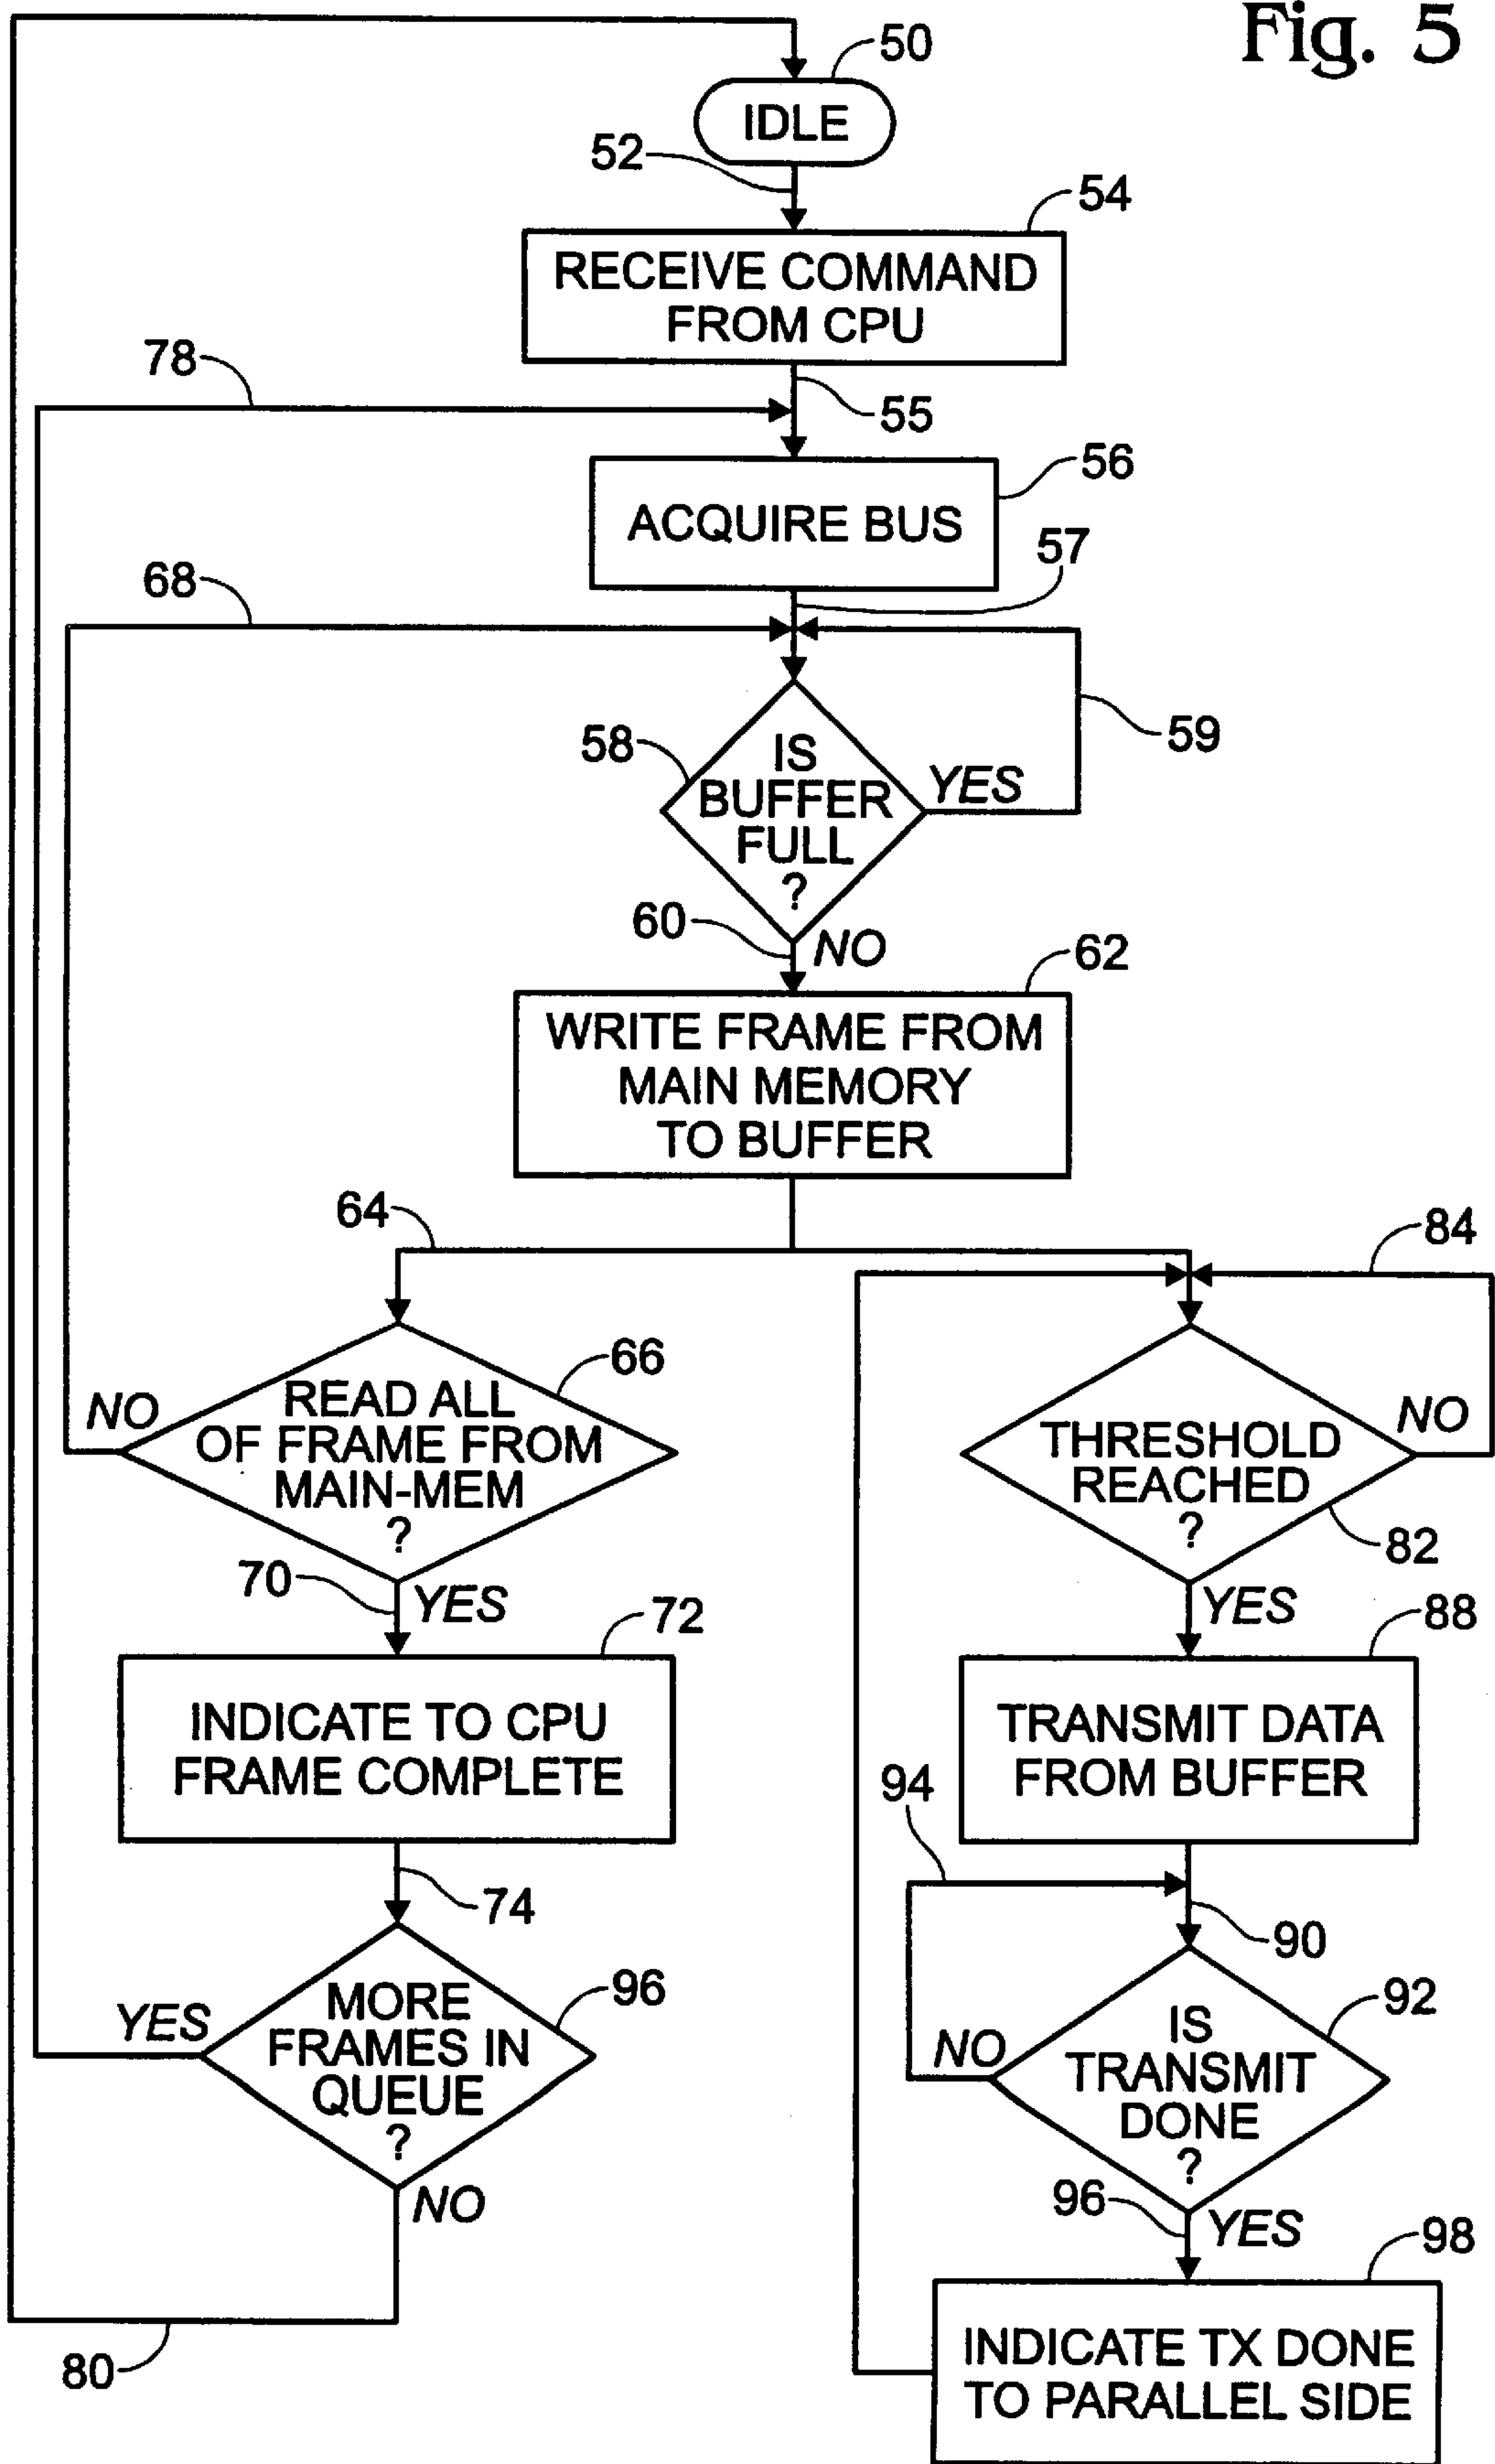 Fig. 5
50
IDLE
52
54
RECEIVE COMMAND
FROM CPU
78
55
56
ACQUIRE BUS
57
68
59
58
IS
BUFFER
FULL
?
YES
60
NO
62
WRITE FRAME FROM
MAIN MEMORY
TO BUFFER
64
84
66
READ ALL
OF FRAME FROM
MAIN-MEM
?
NO
THRESHOLD
REACHED
?
NO
82
70
YES
YES
72
88
INDICATE TO CPU
FRAME COMPLETE
TRANSMIT DATA
FROM BUFFER
94
74
90
96
MORE
FRAMES IN
QUEUE
?
YES
92
IS
TRANSMIT
DONE
?
NO
NO
96
YES
98
80
INDICATE TX DONE
TO PARALLEL SIDE